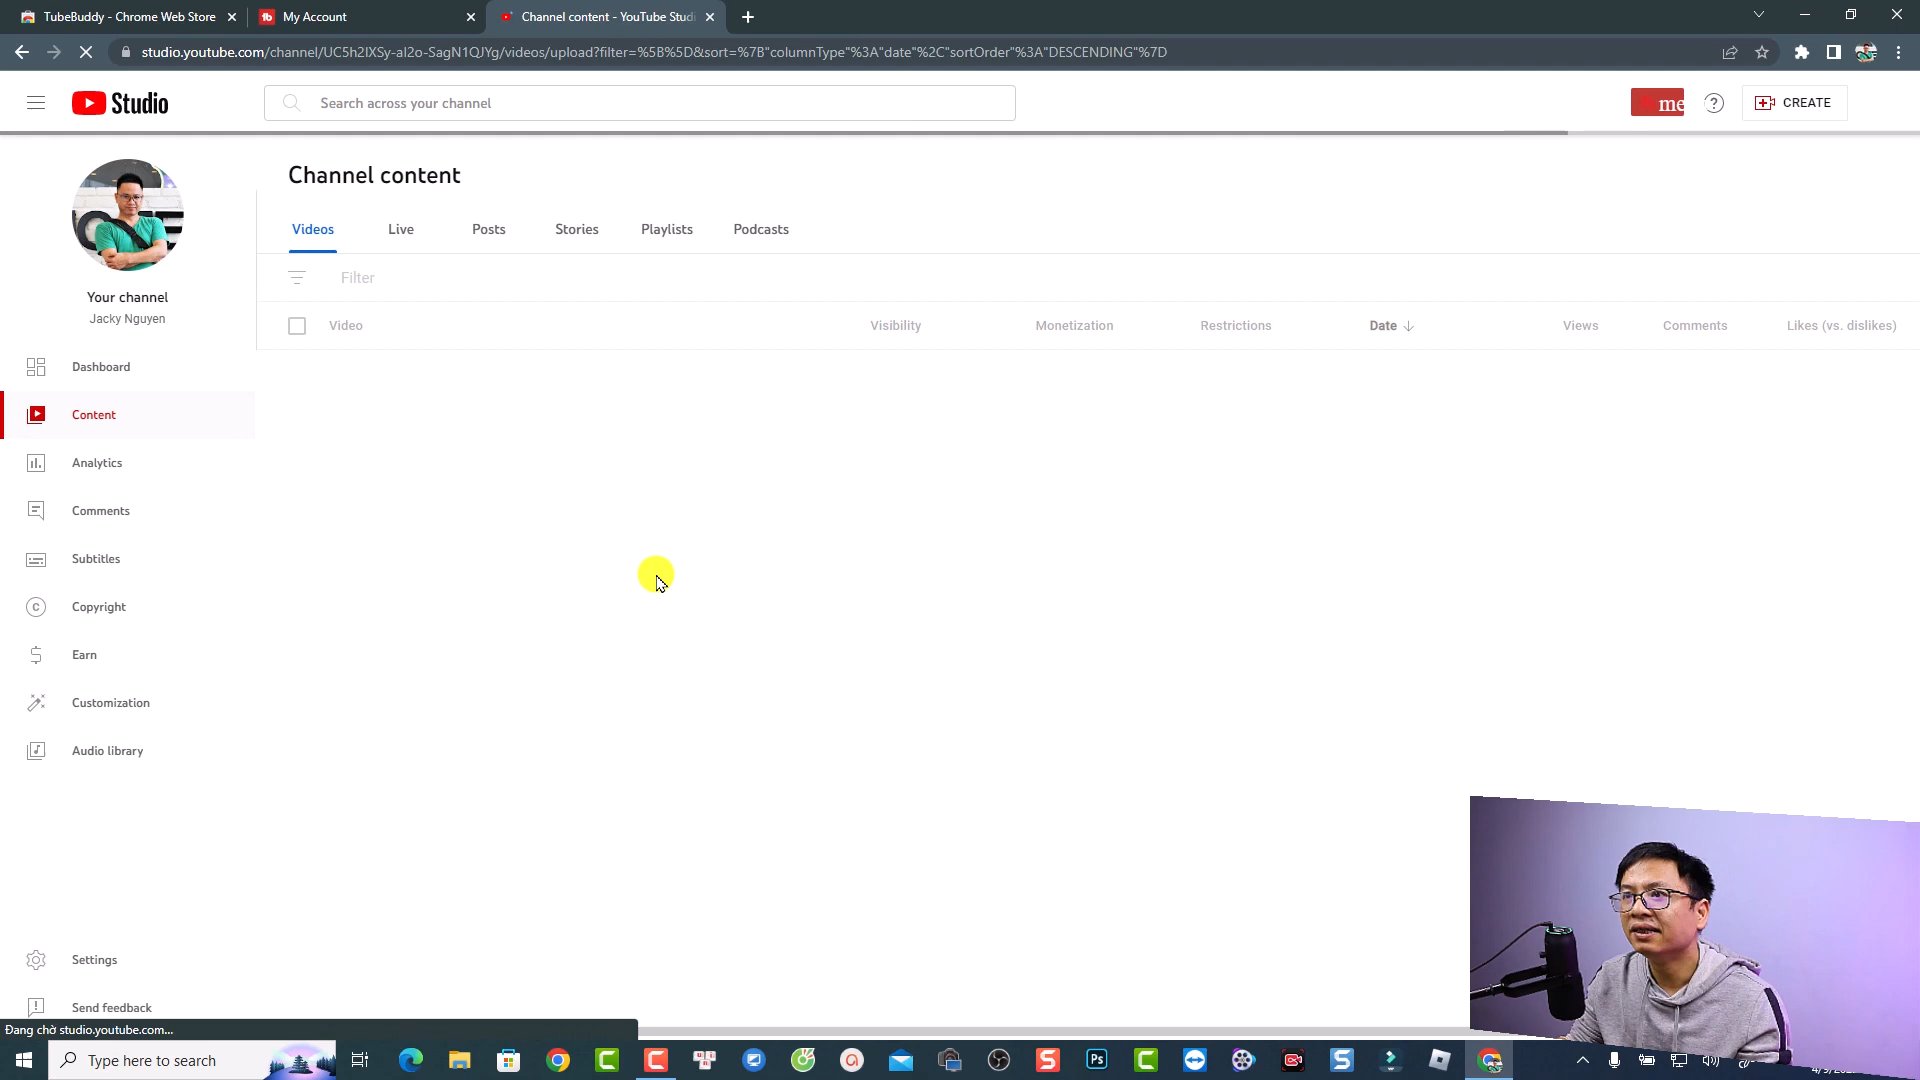 TubeBuddy - Chrome Web Store
My Account
Channel content - YouTube Studi
studio.youtube.com/channel/UC5h2IXSy-al2o-SagN1QJYg/videos/upload?filter=%5B%5D&sort=%7B"columnType"%3A"date"%2C"sortOrder"%3A"DESCENDING"%7D
Studio
Search across your channel
me
?
CREATE
Channel content
Videos
Live
Posts
Stories
Playlists
Podcasts
Filter
Video
Visibility
Monetization
Restrictions
Date
Views
Comments
Likes (vs. dislikes)
Your channel
Jacky Nguyen
Dashboard
Content
Analytics
Comments
Subtitles
Copyright
Earn
Customization
Audio library
Settings
Send feedback
Đang chờ studio.youtube.com...
Type here to search